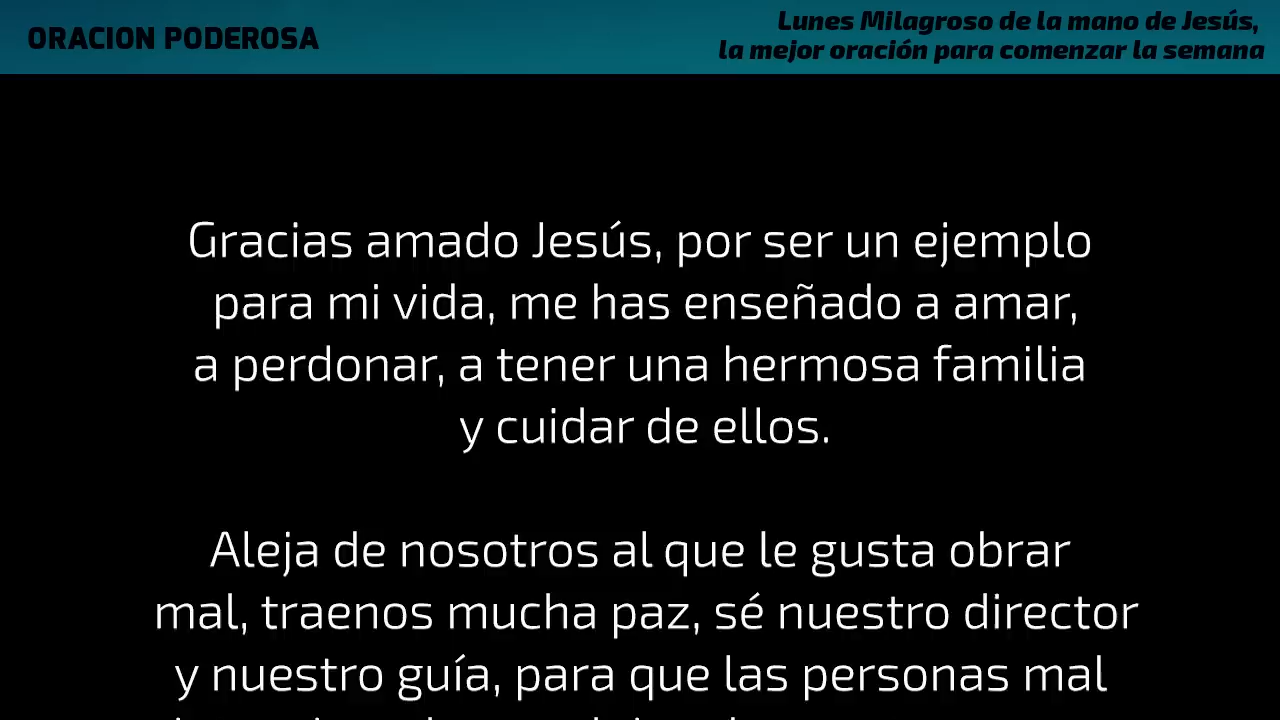 ORACION PODEROSA
Lunes Milagroso de la mano de Jesús,
la mejor oración para comenzar la semana
Gracias amado Jesús, por ser un ejemplo
para mi vida, me has enseñado a amar,
a perdonar, a tener una hermosa familia
y cuidar de ellos.
Aleja de nosotros al que le gusta obrar
mal, traenos mucha paz, sé nuestro director
y nuestro guía, para que las personas mal